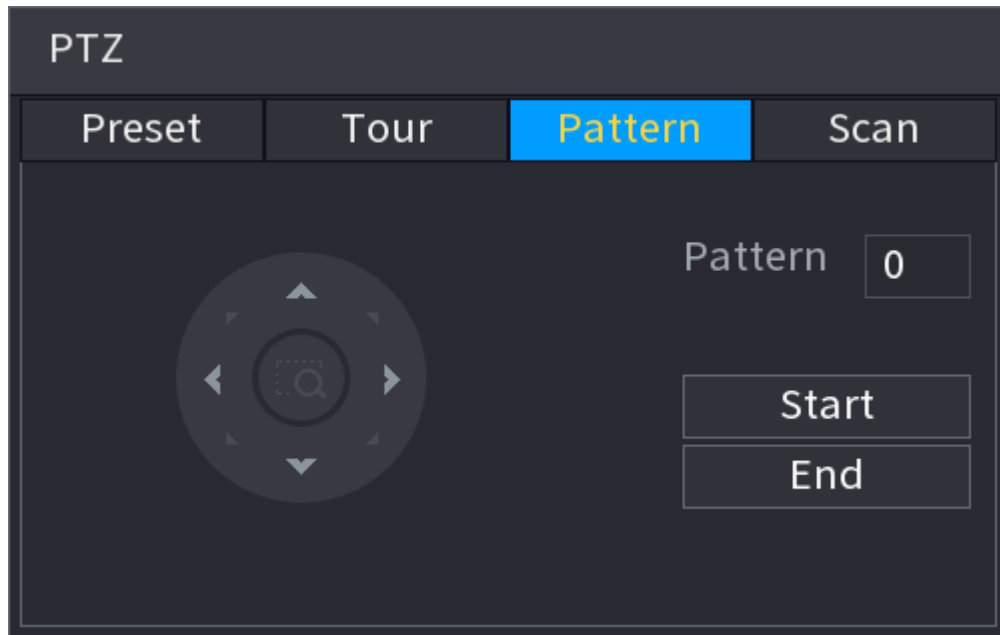 PTZ
Preset Tour Pattern Scan
Pattern 0
Start
End